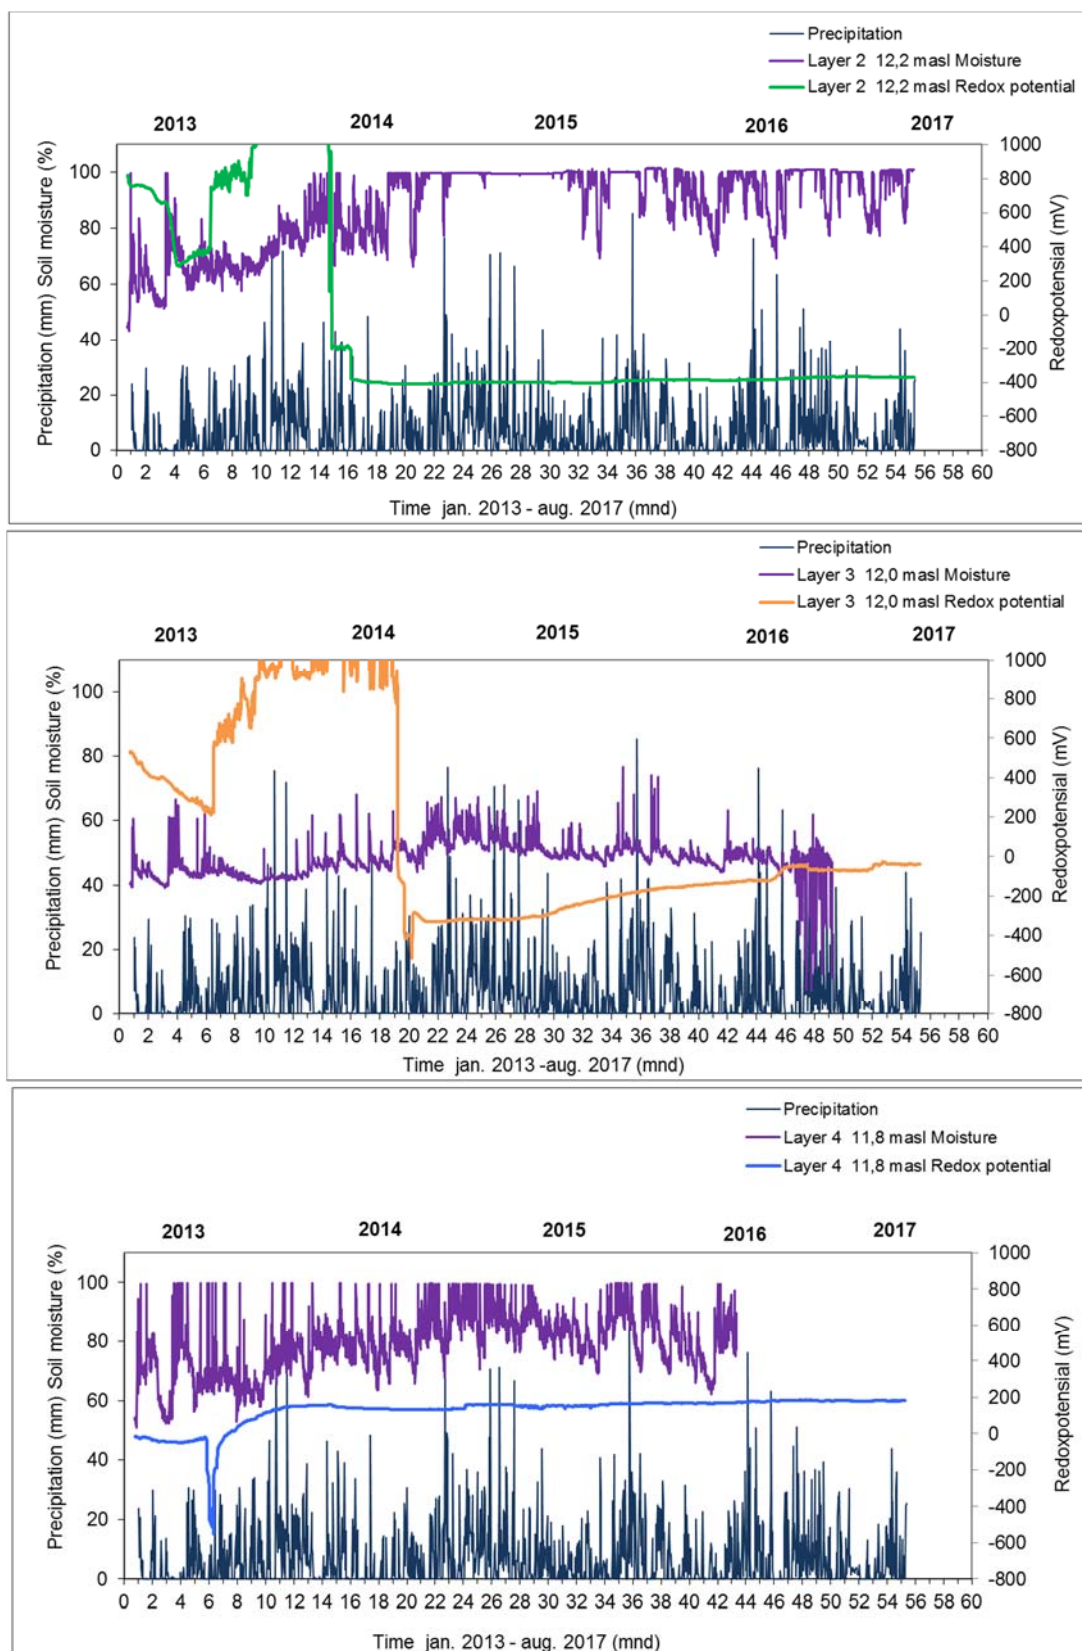 Precipitation
Layer 2 12,2 masl Moisture
Layer 2 12,2 masl Redox potential
2013 2014 2015 2016 2017
Precipitation (mm) Soil moisture (%)
100
80
60
40
20
0
1000
800
600
400
200
0
-200
-400
-600
-800
Redoxpotensial (mV)
0 2 4 6 8 10 12 14 16 18 20 22 24 26 28 30 32 34 36 38 40 42 44 46 48 50 52 54 56 58 60
Time jan. 2013 - aug. 2017 (mnd)
Precipitation
Layer 3 12,0 masl Moisture
Layer 3 12,0 masl Redox potential
2013 2014 2015 2016 2017
Precipitation (mm) Soil moisture (%)
100
80
60
40
20
0
1000
800
600
400
200
0
-200
-400
-600
-800
Redoxpotensial (mV)
0 2 4 6 8 10 12 14 16 18 20 22 24 26 28 30 32 34 36 38 40 42 44 46 48 50 52 54 56 58 60
Time jan. 2013 -aug. 2017 (mnd)
Precipitation
Layer 4 11,8 masl Moisture
Layer 4 11,8 masl Redox potential
2013 2014 2015 2016 2017
Precipitation (mm) Soil moisture (%)
100
80
60
40
20
0
1000
800
600
400
200
0
-200
-400
-600
-800
Redoxpotensial (mV)
0 2 4 6 8 10 12 14 16 18 20 22 24 26 28 30 32 34 36 38 40 42 44 46 48 50 52 54 56 58 60
Time jan. 2013 - aug. 2017 (mnd)